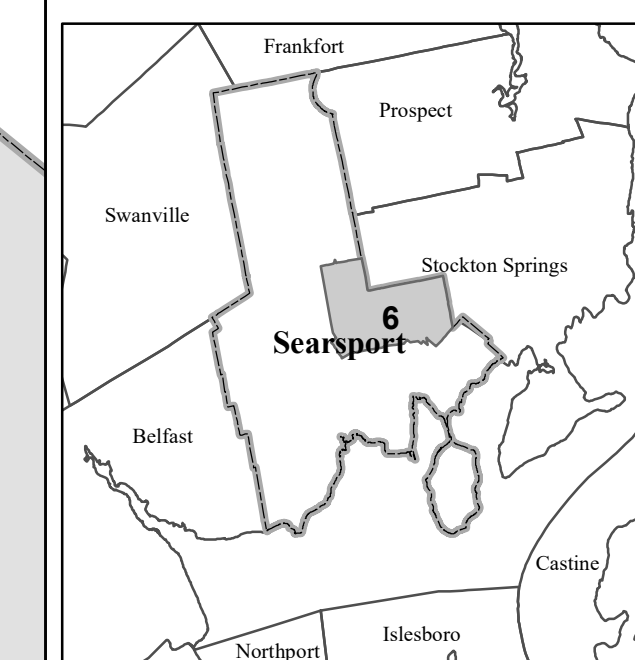 Frankfort
Prospect
Swanville
Stockton Springs
6
Searsport
Belfast
Castine
Islesboro
Northport